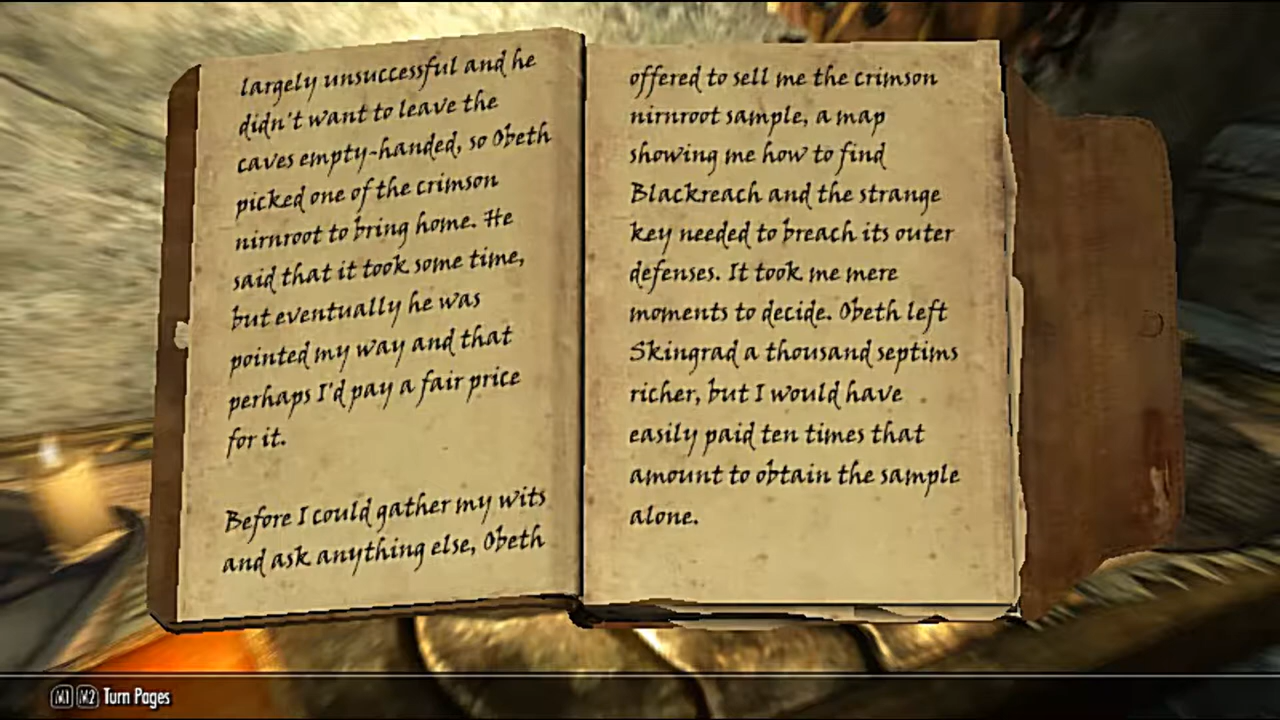 largely unsuccessful and he
didn't want to leave the
caves empty-handed, so Obeth
picked one of the crimson
nirnroot to bring home. He
said that it took some time,
but eventually he was
pointed my way and that
perhaps I'd pay a fair price
for it.
Before I could gather my wits
and ask anything else, Obeth
offered to sell me the crimson
nirnroot sample, a map
showing me how to find
Blackreach and the strange
key needed to breach its outer
defenses. It took me mere
moments to decide. Obeth left
Skingrad a thousand septims
richer, but I would have
easily paid ten times that
amount to obtain the sample
alone.
M1 M2 Turn Pages